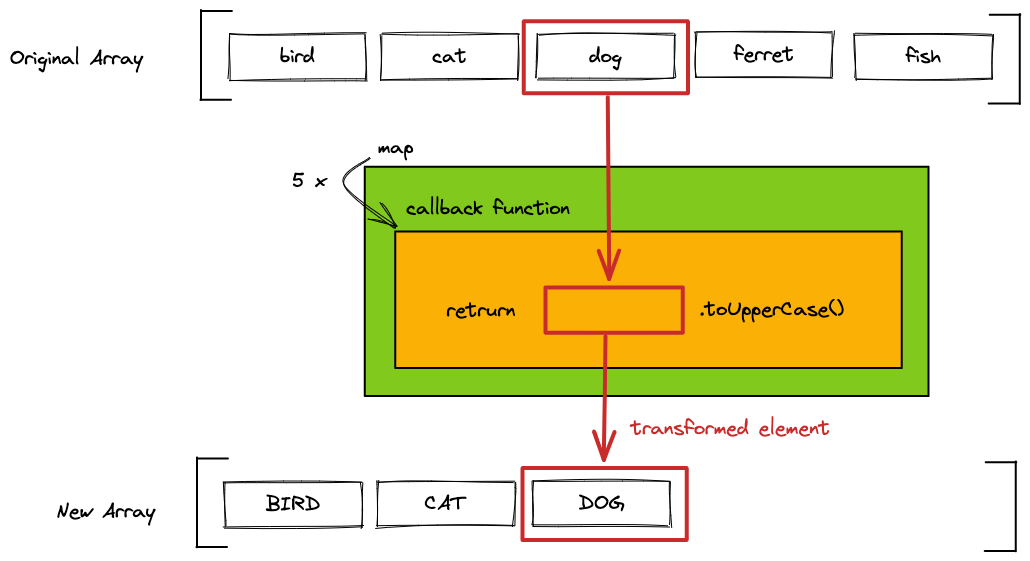 Original Array
bird
cat
dog
ferret
fish
map
5 x
callback function
retrurn
.toUpperCase()
transformed element
New Array
BIRD
CAT
DOG